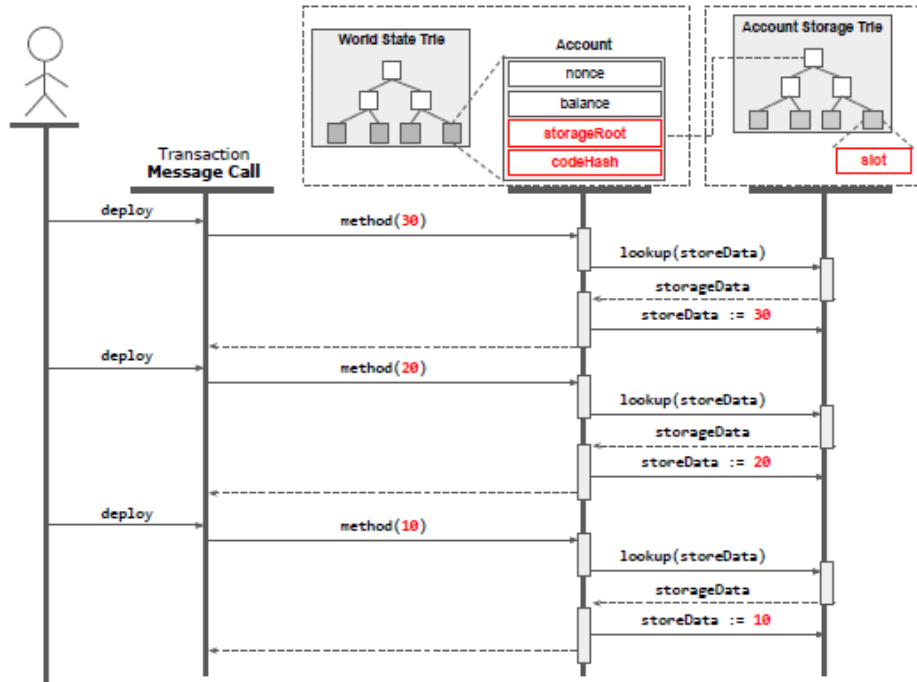 World State Trie
Account
nonce
balance
storageRoot
codeHash
Account Storage Trie
slot
Transaction
Message Call
deploy
method(30)
lookup(storeData)
storageData
storeData := 30
deploy
method(20)
lookup(storeData)
storageData
storeData := 20
deploy
method(10)
lookup(storeData)
storageData
storeData := 10